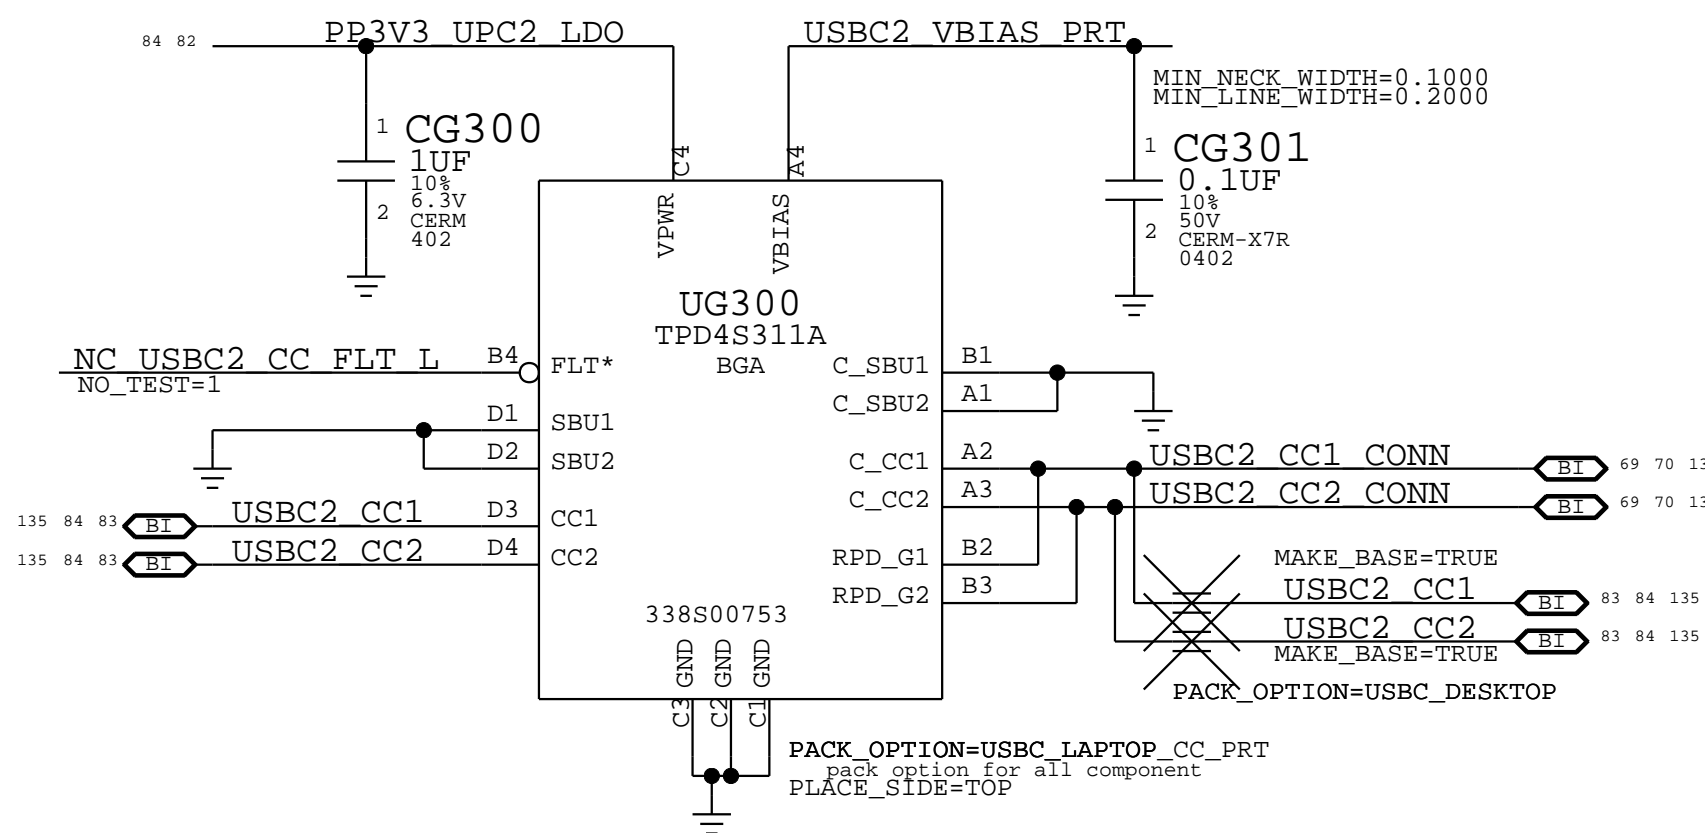 PP3V3_UPC2_LDO
USBC2_VBIAS_PRT
84 82
MIN_NECK_WIDTH=0.1000
MIN_LINE_WIDTH=0.2000
1
CG300
1UF
10%
6.3V
CERM
402
2
C4
A4
1
CG301
0.1UF
10%
50V
CERM-X7R
0402
2
VPWR
VBIAS
UG300
TPD4S311A
BGA
NC_USBC2_CC_FLT_L
NO_TEST=1
B4
FLT*
C_SBU1
B1
C_SBU2
A1
D1
SBU1
D2
SBU2
C_CC1
A2
USBC2_CC1_CONN
BI
69 70
C_CC2
A3
USBC2_CC2_CONN
BI
69 70
135 84 83
BI
USBC2_CC1
D3
CC1
135 84 83
BI
USBC2_CC2
D4
CC2
RPD_G1
B2
RPD_G2
B3
MAKE_BASE=TRUE
USBC2_CC1
BI
83 84 135
USBC2_CC2
BI
83 84 135
MAKE_BASE=TRUE
PACK_OPTION=USBC_DESKTOP
338S00753
GND
GND
GND
C3
C2
C1
PACK_OPTION=USBC_LAPTOP_CC_PRT
pack option for all component
PLACE_SIDE=TOP